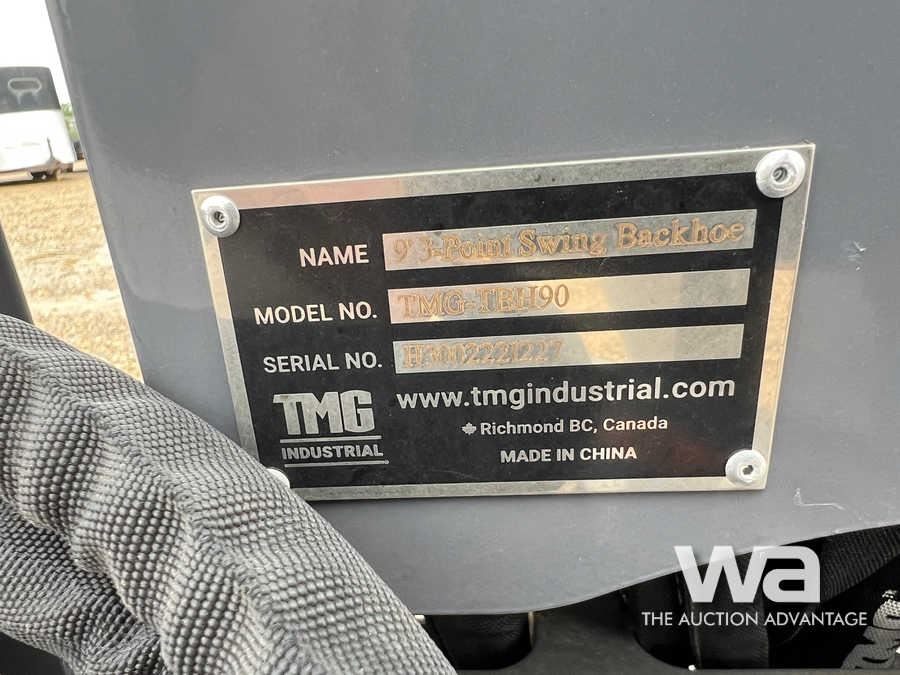 NAME 9' 3-Point Swing Backhoe
MODEL NO. TMG-TBH90
SERIAL NO.
TMG
INDUSTRIAL
www.tmgindustrial.com
Richmond BC, Canada
MADE IN CHINA
wa
THE AUCTION ADVANTAGE